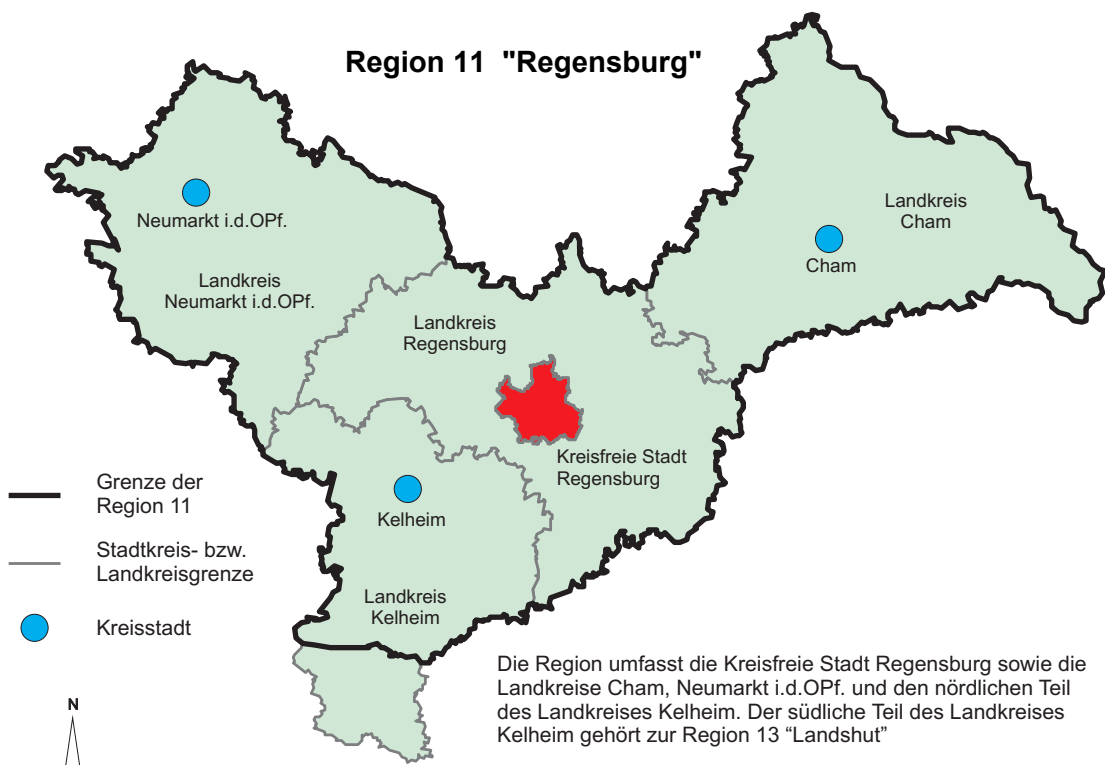 Region 11 "Regensburg"
Neumarkt i.d.OPf.
Landkreis
Neumarkt i.d.OPf.
Landkreis
Cham
Cham
Landkreis
Regensburg
Kreisfreie Stadt
Regensburg
Kelheim
Landkreis
Kelheim
Grenze der
Region 11
Stadtkreis- bzw.
Landkreisgrenze
Kreisstadt
N
Die Region umfasst die Kreisfreie Stadt Regensburg sowie die
Landkreise Cham, Neumarkt i.d.OPf. und den nördlichen Teil
des Landkreises Kelheim. Der südliche Teil des Landkreises
Kelheim gehört zur Region 13 “Landshut”